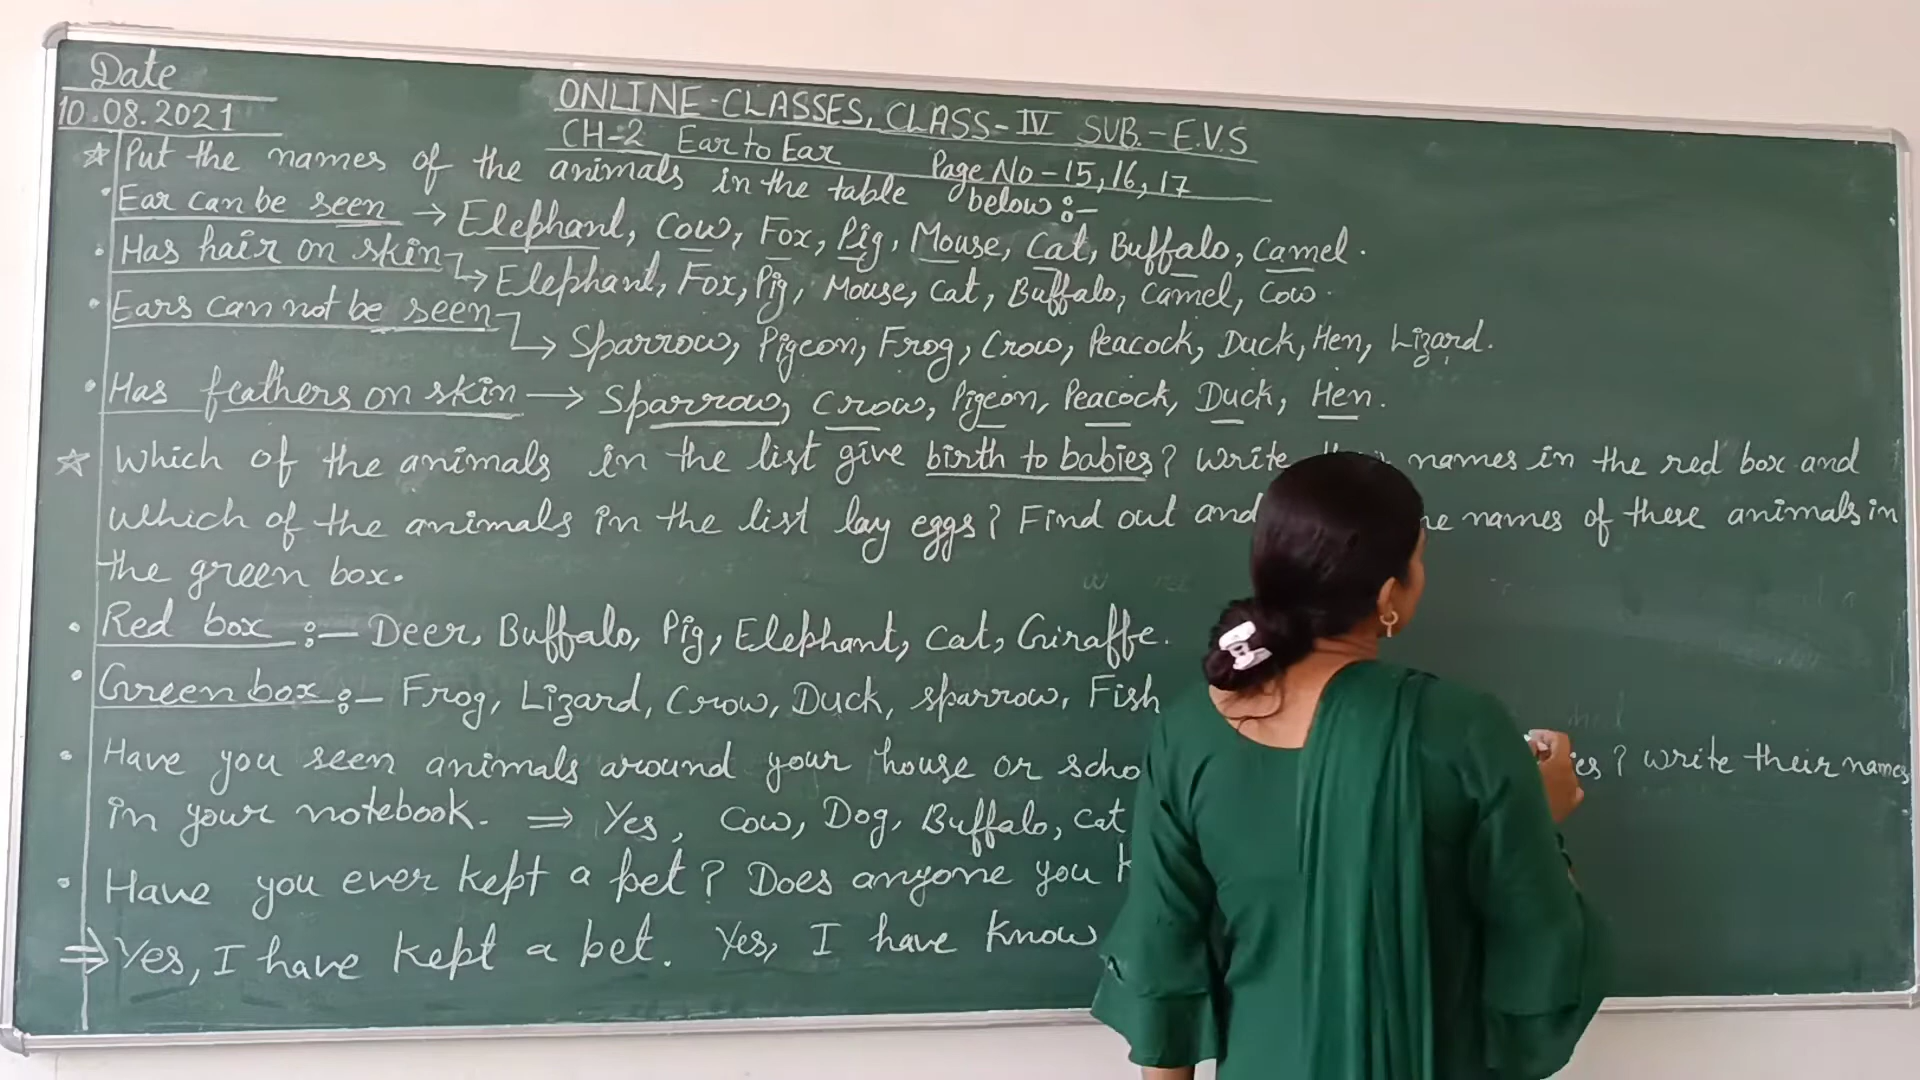 Date
10.08.2021
ONLINE-CLASSES, CLASS-IV SUB.-E.V.S
CH-2 Ear to Ear Page No-15,16,17
☆ Put the names of the animals in the table below:-
• Ear can be seen → Elephant, Cow, Fox, Pig, Mouse, Cat, Buffalo, Camel.
• Has hair on skin → Elephant, Fox, Pig, Mouse, Cat, Buffalo, Camel, Cow.
• Ears can not be seen → Sparrow, Pigeon, Frog, Crow, Peacock, Duck, Hen, Lizard.
• Has feathers on skin → Sparrow, Crow, Pigeon, Peacock, Duck, Hen.
☆ Which of the animals in the list give birth to babies? Write names in the red box and
which of the animals in the list lay eggs? Find out and names of these animals in
the green box.
• Red box :- Deer, Buffalo, Pig, Elephant, Cat, Giraffe.
• Green box :- Frog, Lizard, Crow, Duck, sparrow, Fish
• Have you seen animals around your house or ? Write their names
in your notebook. ⇒ Yes, Cow, Dog, Buffalo, Cat
• Have you ever kept a pet? Does anyone you
⇒ Yes, I have kept a pet. Yes, I have know